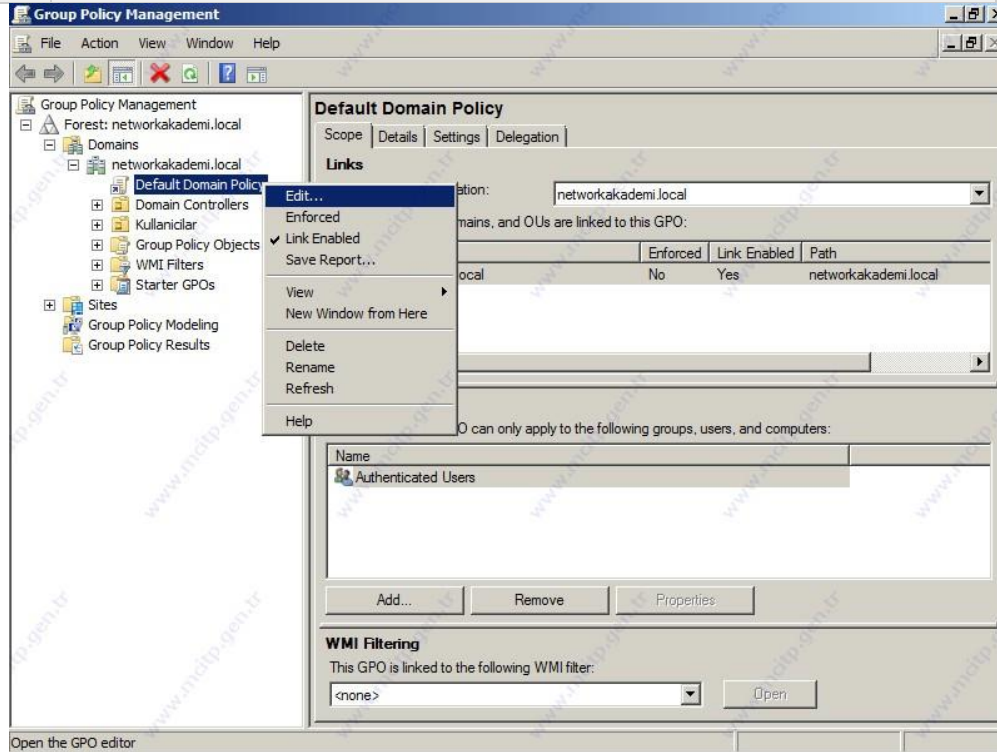 Group Policy Management
File Action View Window Help
Group Policy Management
Forest: networkakademi.local
Domains
networkakademi.local
Default Domain Policy
Domain Controllers
Kullanicilar
Group Policy Objects
WMI Filters
Starter GPOs
Sites
Group Policy Modeling
Group Policy Results
Edit...
Enforced
Link Enabled
Save Report...
View
New Window from Here
Delete
Rename
Refresh
Help
Default Domain Policy
Scope Details Settings Delegation
Links
networkakademi.local
and OUs are linked to this GPO:
Enforced Link Enabled Path
No Yes networkakademi.local
can only apply to the following groups, users, and computers:
Name
Authenticated Users
Add... Remove Properties
WMI Filtering
This GPO is linked to the following WMI filter:
<none> Open
Open the GPO editor
www.mcitp.gen.tr